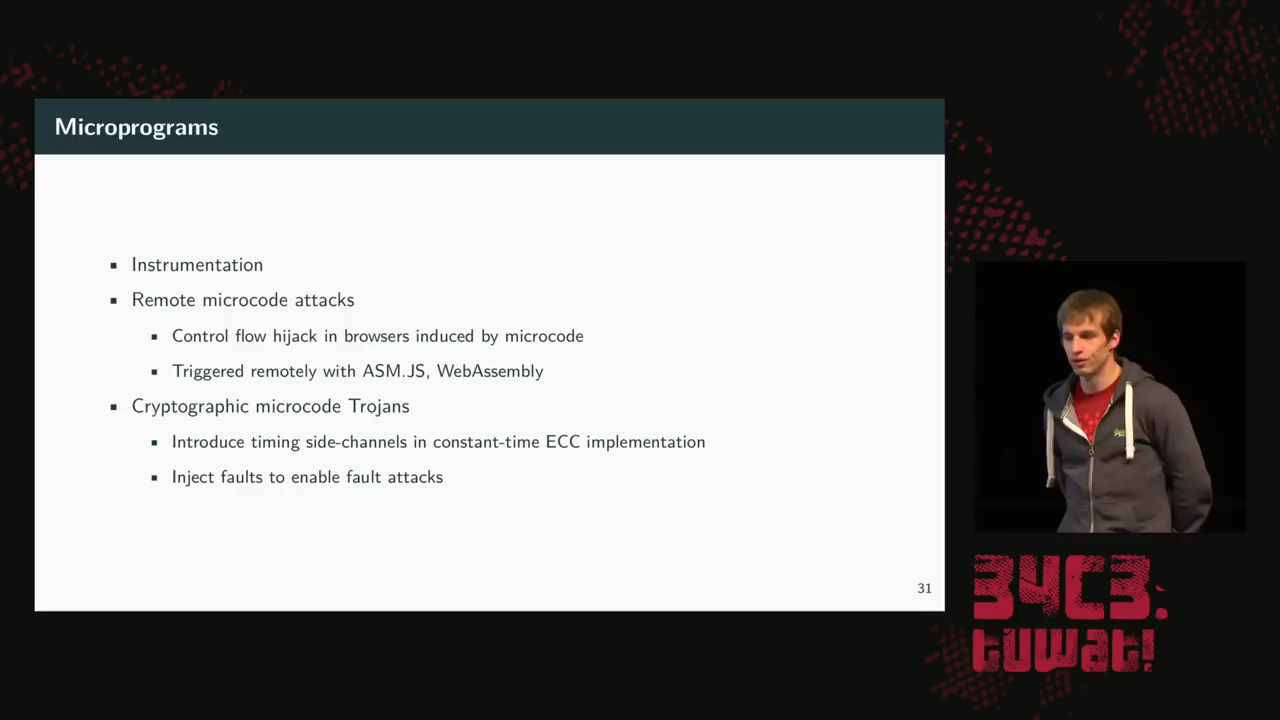 Microprograms
Instrumentation
Remote microcode attacks
Control flow hijack in browsers induced by microcode
Triggered remotely with ASM.JS, WebAssembly
Cryptographic microcode Trojans
Introduce timing side-channels in constant-time ECC implementation
Inject faults to enable fault attacks
31
34C3.
tuwat!